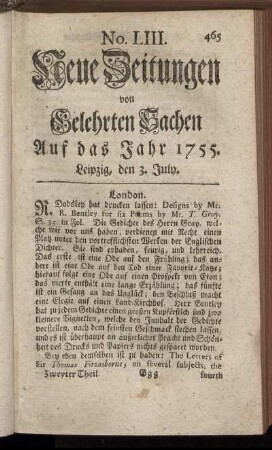 No. LIII.
465
Neue Zeitungen
von
Gelehrten Sachen
Auf das Jahr 1755.
Leipzig, den 3. July.
London.
R. Dodsley hat drucken lassen: Designs by Mr.
R. Bentley for six Poems by Mr. T. Gray.
S. 35 in Fol. Die Gedichte des Herrn Gray, wel-
che wir vor uns haben, verdienen mit Recht einen
Platz unter den vortrefflichsten Werken der Englischen
Dichter. Sie sind erhaben, feurig, und lehrreich.
Das erste ist eine Ode auf den Frühling; das an-
dere ist eine Ode auf den Tod einer Favorit-Katze;
hierauf folgt eine Ode auf einen Prospect von Eton;
das vierte enthält eine lange Erzählung; das fünfte
ist ein Gesang an das Unglück; den Beschluß macht
eine Elegie auf einen Land-Kirchhof. Herr Bentley
hat zu jedem Gedicht einen großen Kupferstich und zwo
kleinere Vignetten, welche den Innhalt der Gedichte
vorstellen, nach dem feinsten Geschmack stechen lassen,
und es ist überhaupt an äußerlicher Pracht und Schön-
heit des Drucks und Papiers nichts gesparet worden.
Bey eben demselben ist zu haben: The Letters of
Sir Thomas Fitzosborne, on several subjects, the
Zweyter Theil
Ggg
fourth